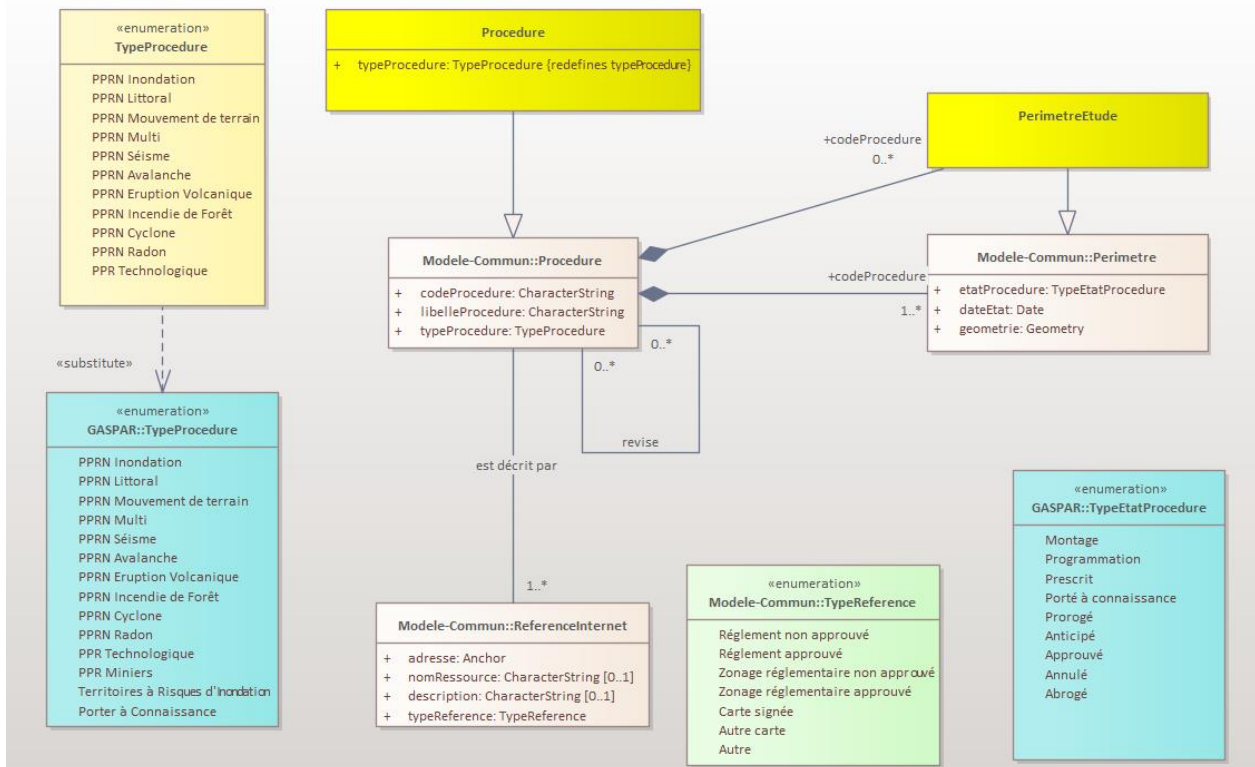 «enumeration»
TypeProcedure
PPRN Inondation
PPRN Littoral
PPRN Mouvement de terrain
PPRN Multi
PPRN Séisme
PPRN Avalanche
PPRN Eruption Volcanique
PPRN Incendie de Forêt
PPRN Cyclone
PPRN Radon
PPR Technologique
Procedure
+ typeProcedure: TypeProcedure {redefines typeProcedure}
PerimetreEtude
+codeProcedure
0..*
Modele-Commun::Procedure
+ codeProcedure: CharacterString
+ libelleProcedure: CharacterString
+ typeProcedure: TypeProcedure
+codeProcedure
1..*
Modele-Commun::Perimetre
+ etatProcedure: TypeEtatProcedure
+ dateEtat: Date
+ geometrie: Geometry
0..*
0..*
revise
«substitute»
«enumeration»
GASPAR::TypeProcedure
PPRN Inondation
PPRN Littoral
PPRN Mouvement de terrain
PPRN Multi
PPRN Séisme
PPRN Avalanche
PPRN Eruption Volcanique
PPRN Incendie de Forêt
PPRN Cyclone
PPRN Radon
PPR Technologique
PPR Miniers
Territoires à Risques d'Inondation
Porter à Connaissance
est décrit par
1..*
Modele-Commun::ReferenceInternet
+ adresse: Anchor
+ nomRessource: CharacterString [0..1]
+ description: CharacterString [0..1]
+ typeReference: TypeReference
«enumeration»
Modele-Commun::TypeReference
Réglement non approuvé
Réglement approuvé
Zonage réglementaire non approuvé
Zonage réglementaire approuvé
Carte signée
Autre carte
Autre
«enumeration»
GASPAR::TypeEtatProcedure
Montage
Programmation
Prescrit
Porté à connaissance
Prorogé
Anticipé
Approuvé
Annulé
Abrogé